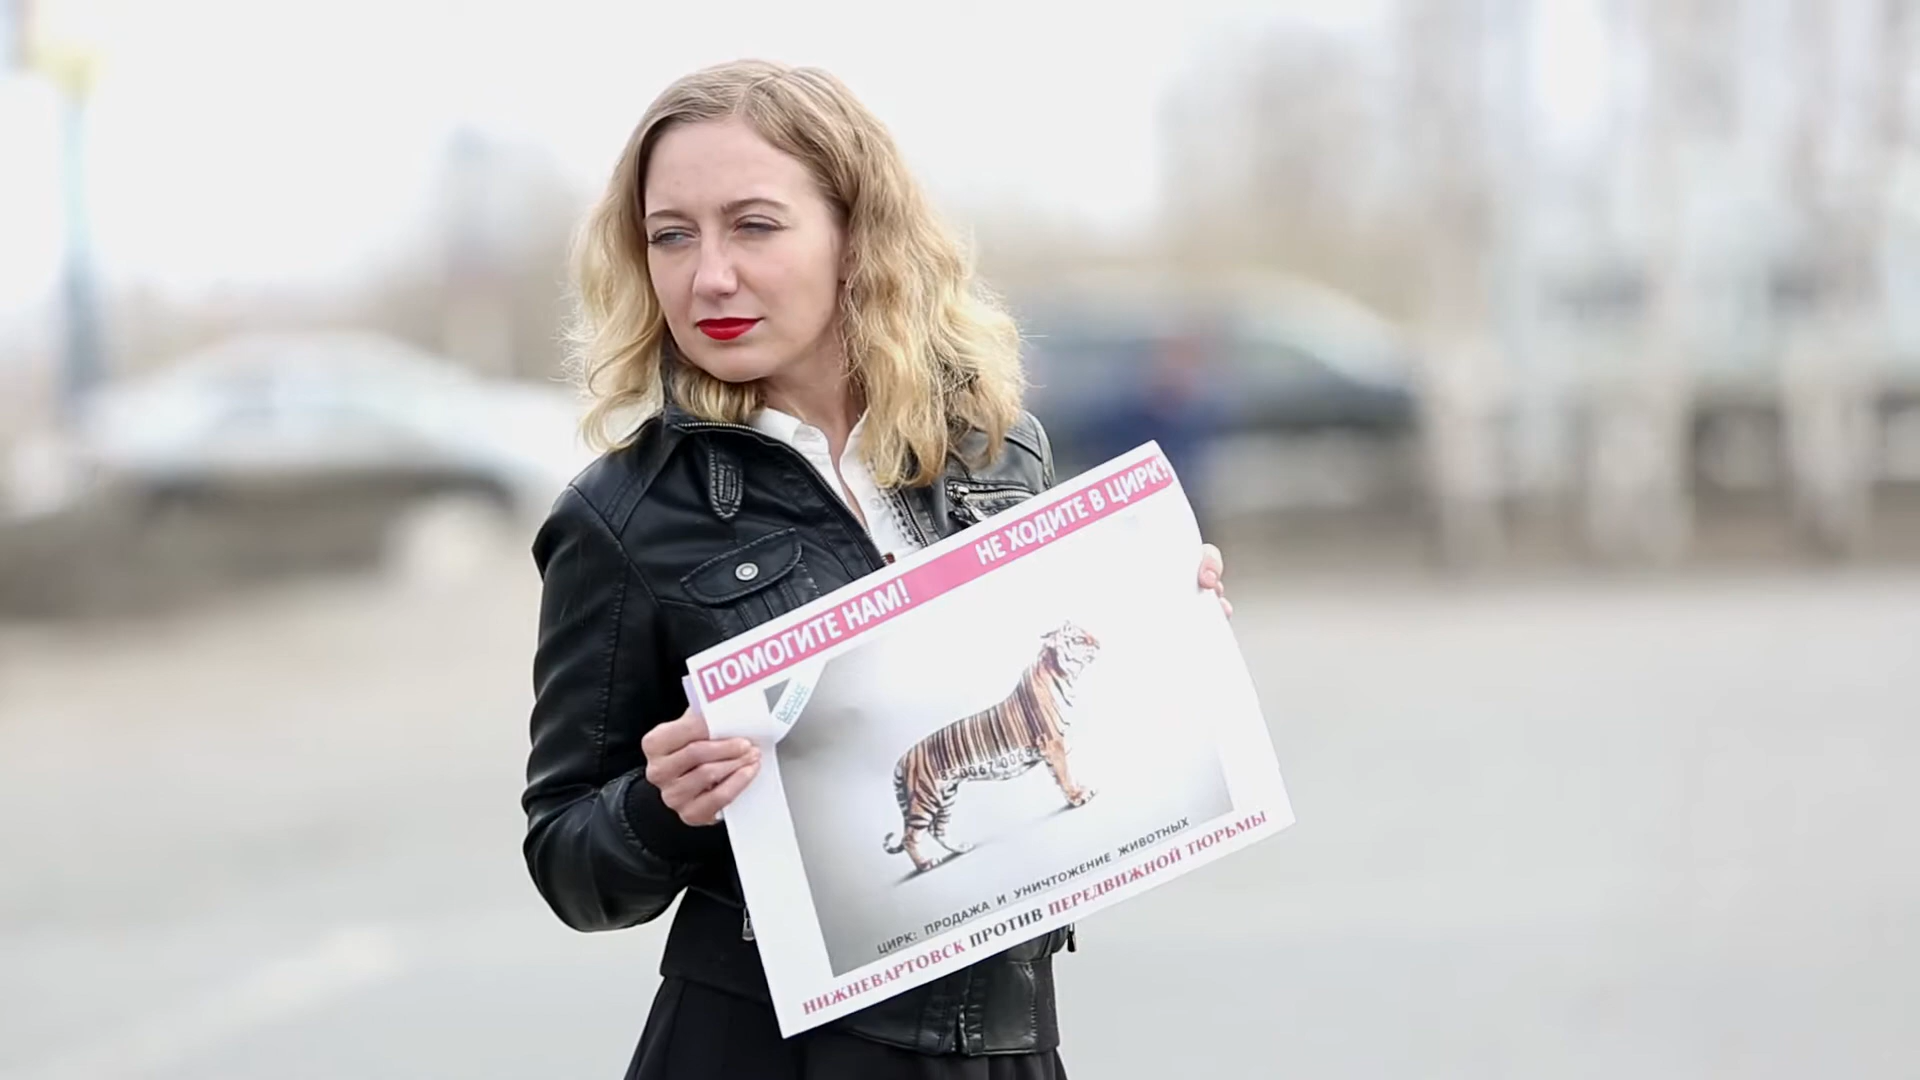 ПОМОГИТЕ НАМ! НЕ ХОДИТЕ В ЦИРК!
ЦИРК: ПРОДАЖА И УНИЧТОЖЕНИЕ ЖИВОТНЫХ
НИЖНЕВАРТОВСК ПРОТИВ ПЕРЕДВИЖНОЙ ТЮРЬМЫ